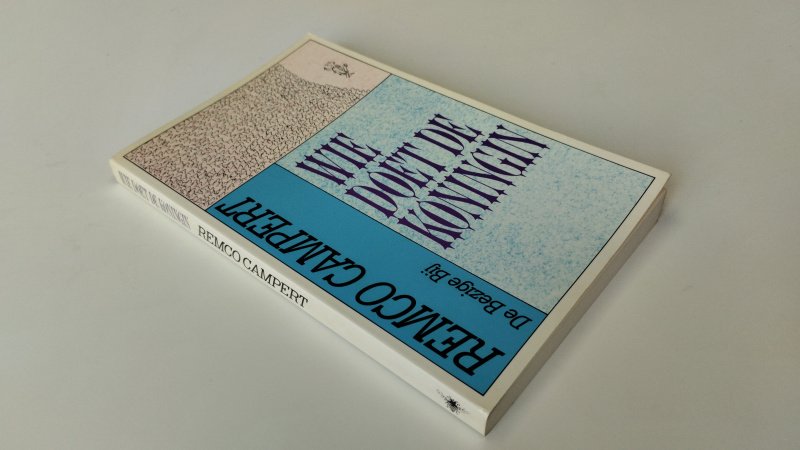 WIE
DOET DE
KONINGIN
REMCO CAMPERT
De Bezige Bij
WIE DOET DE KONINGIN
REMCO CAMPERT